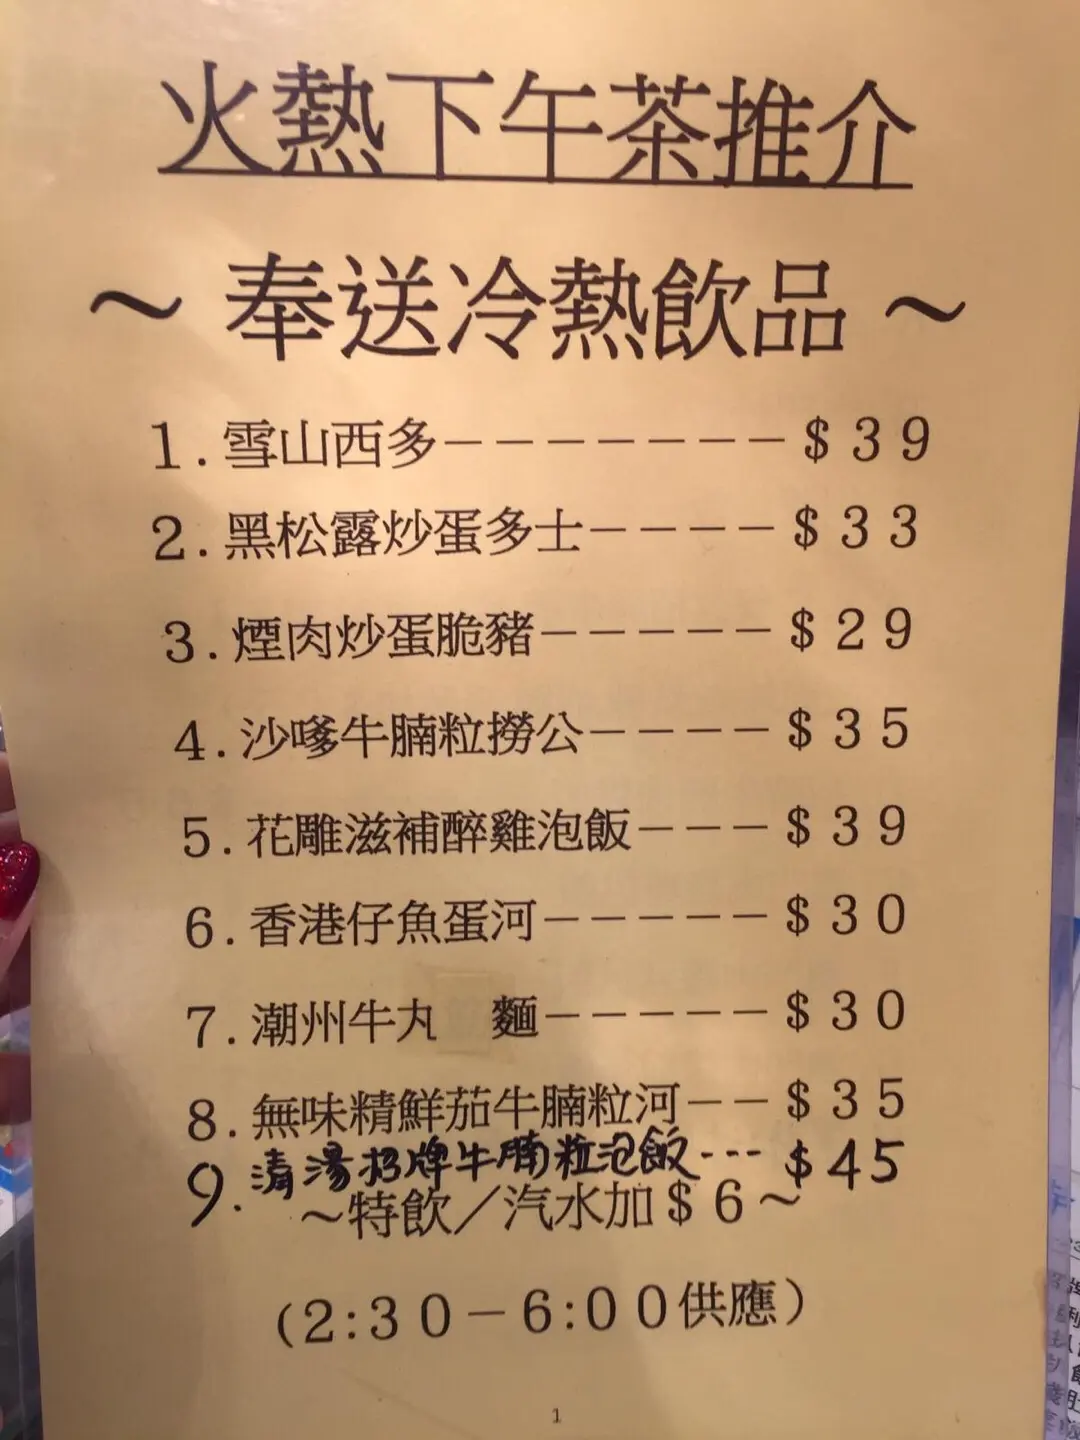 火熱下午茶推介
～奉送冷熱飲品～
1.雪山西多－－－－－－－$39
2.黑松露炒蛋多士－－－－$33
3.煙肉炒蛋脆豬－－－－－$29
4.沙嗲牛腩粒撈公－－－－$35
5.花雕滋補醉雞泡飯－－－$39
6.香港仔魚蛋河－－－－－$30
7.潮州牛丸　麵－－－－－$30
8.無味精鮮茄牛腩粒河－－$35
9.清湯招牌牛腩粒泡飯---$45
～特飲／汽水加$6～
(2:30－6:00供應)
1